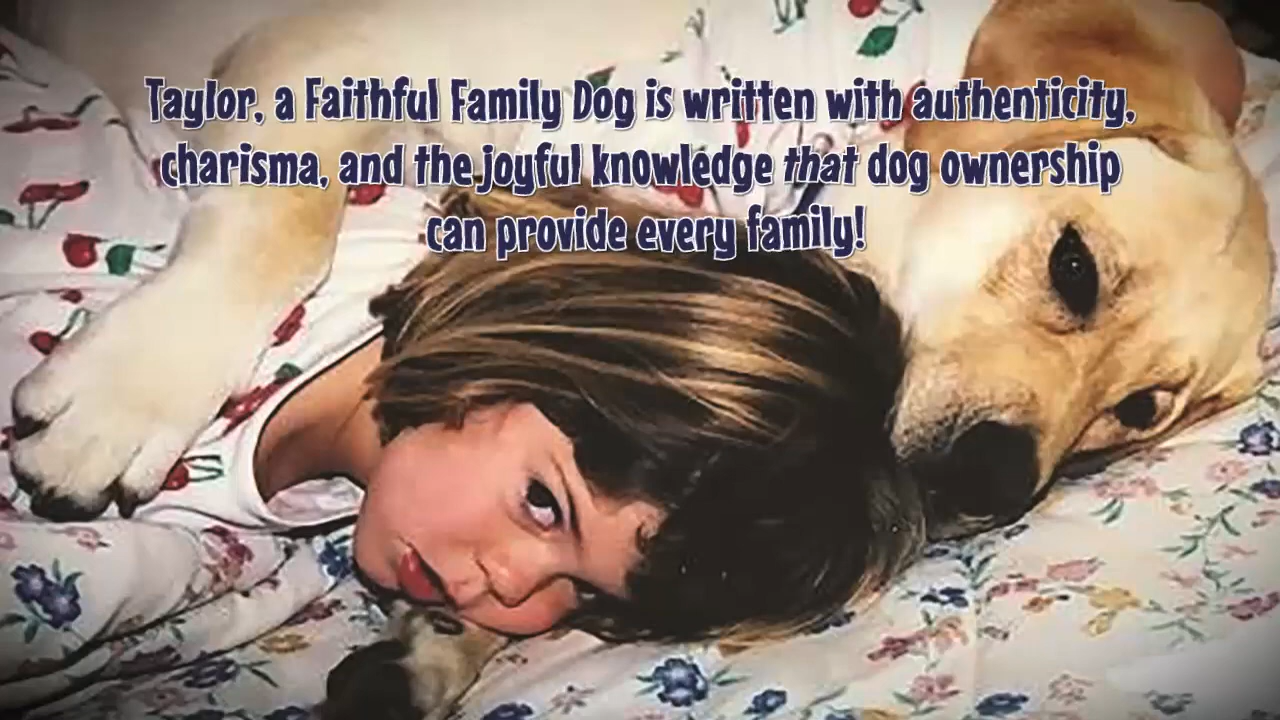 Taylor, a Faithful Family Dog is written with authenticity,
charisma, and the joyful knowledge that dog ownership
can provide every family!